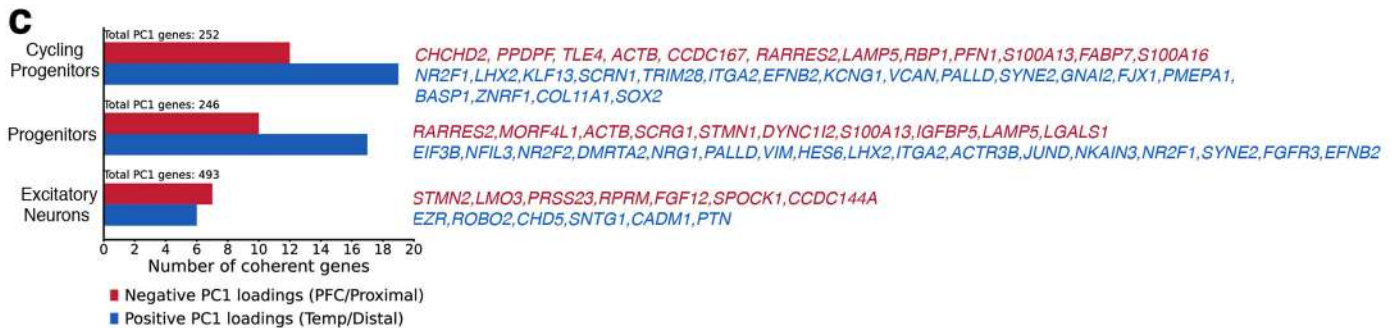 C
Total PC1 genes: 252
Cycling
Progenitors
CHCHD2, PPDPF, TLE4, ACTB, CCDC167, RARRES2,LAMP5,RBP1,PFN1,S100A13,FABP7,S100A16
NR2F1,LHX2,KLF13,SCRN1,TRIM28,ITGA2,EFNB2,KCNG1,VCAN,PALLD,SYNE2,GNAI2,FJX1,PMEPA1,
BASP1,ZNRF1,COL11A1,SOX2
Total PC1 genes: 246
Progenitors
RARRES2,MORF4L1,ACTB,SCRG1,STMN1,DYNC1I2,S100A13,IGFBP5,LAMP5,LGALS1
EIF3B,NFIL3,NR2F2,DMRTA2,NRG1,PALLD,VIM,HES6,LHX2,ITGA2,ACTR3B,JUND,NKAIN3,NR2F1,SYNE2,FGFR3,EFNB2
Total PC1 genes: 493
Excitatory
Neurons
STMN2,LMO3,PRSS23,RPRM,FGF12,SPOCK1,CCDC144A
EZR,ROBO2,CHD5,SNTG1,CADM1,PTN
0 2 4 6 8 10 12 14 16 18 20
Number of coherent genes
Negative PC1 loadings (PFC/Proximal)
Positive PC1 loadings (Temp/Distal)